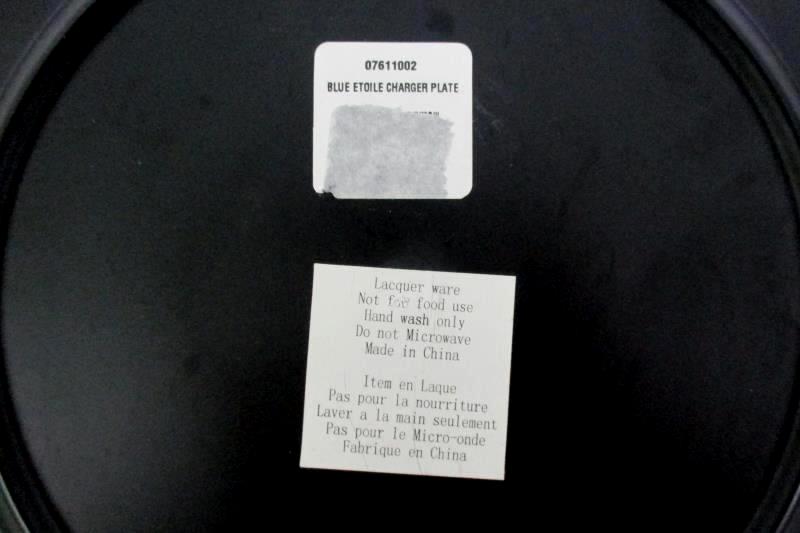 07611002
BLUE ETOILE CHARGER PLATE
Lacquer ware
Not for food use
Hand wash only
Do not Microwave
Made in China
Item en Laque
Pas pour la nourriture
Laver a la main seulement
Pas pour le Micro-onde
Fabrique en China